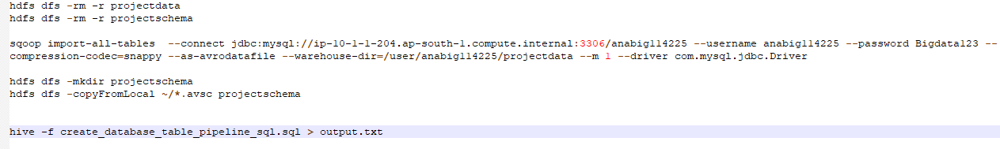 hdfs dfs -rm -r projectdata
hdfs dfs -rm -r projectschema
sqoop import-all-tables  --connect jdbc:mysql://ip-10-1-1-204.ap-south-1.compute.internal:3306/anabig114225 --username anabig114225 --password Bigdata123 --
compression-codec=snappy --as-avrodatafile --warehouse-dir=/user/anabig114225/projectdata --m 1 --driver com.mysql.jdbc.Driver
hdfs dfs -mkdir projectschema
hdfs dfs -copyFromLocal ~/*.avsc projectschema
hive -f create_database_table_pipeline_sql.sql > output.txt